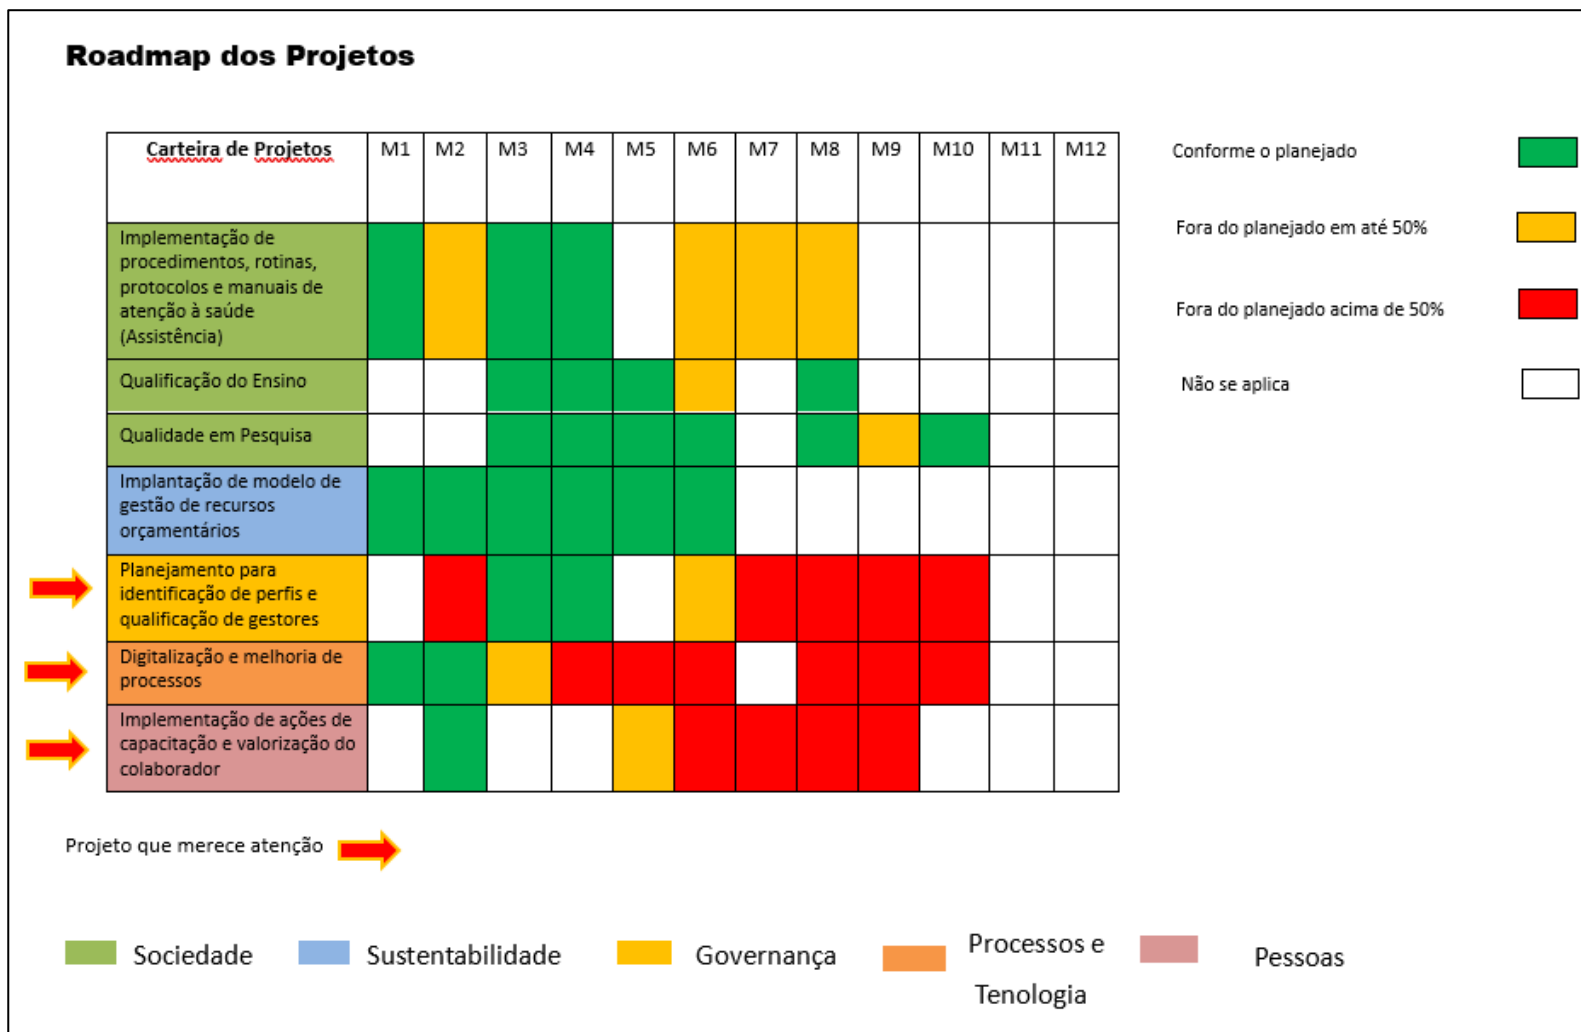 Roadmap dos Projetos
Carteira de Projetos M1 M2 M3 M4 M5 M6 M7 M8 M9 M10 M11 M12
Implementação de
procedimentos, rotinas,
protocolos e manuais de
atenção à saúde
(Assistência)
Qualificação do Ensino
Qualidade em Pesquisa
Implantação de modelo de
gestão de recursos
orçamentários
Planejamento para
identificação de perfis e
qualificação de gestores
Digitalização e melhoria de
processos
Implementação de ações de
capacitação e valorização do
colaborador
Conforme o planejado
Fora do planejado em até 50%
Fora do planejado acima de 50%
Não se aplica
Projeto que merece atenção
Sociedade
Sustentabilidade
Governança
Processos e
Tenologia
Pessoas